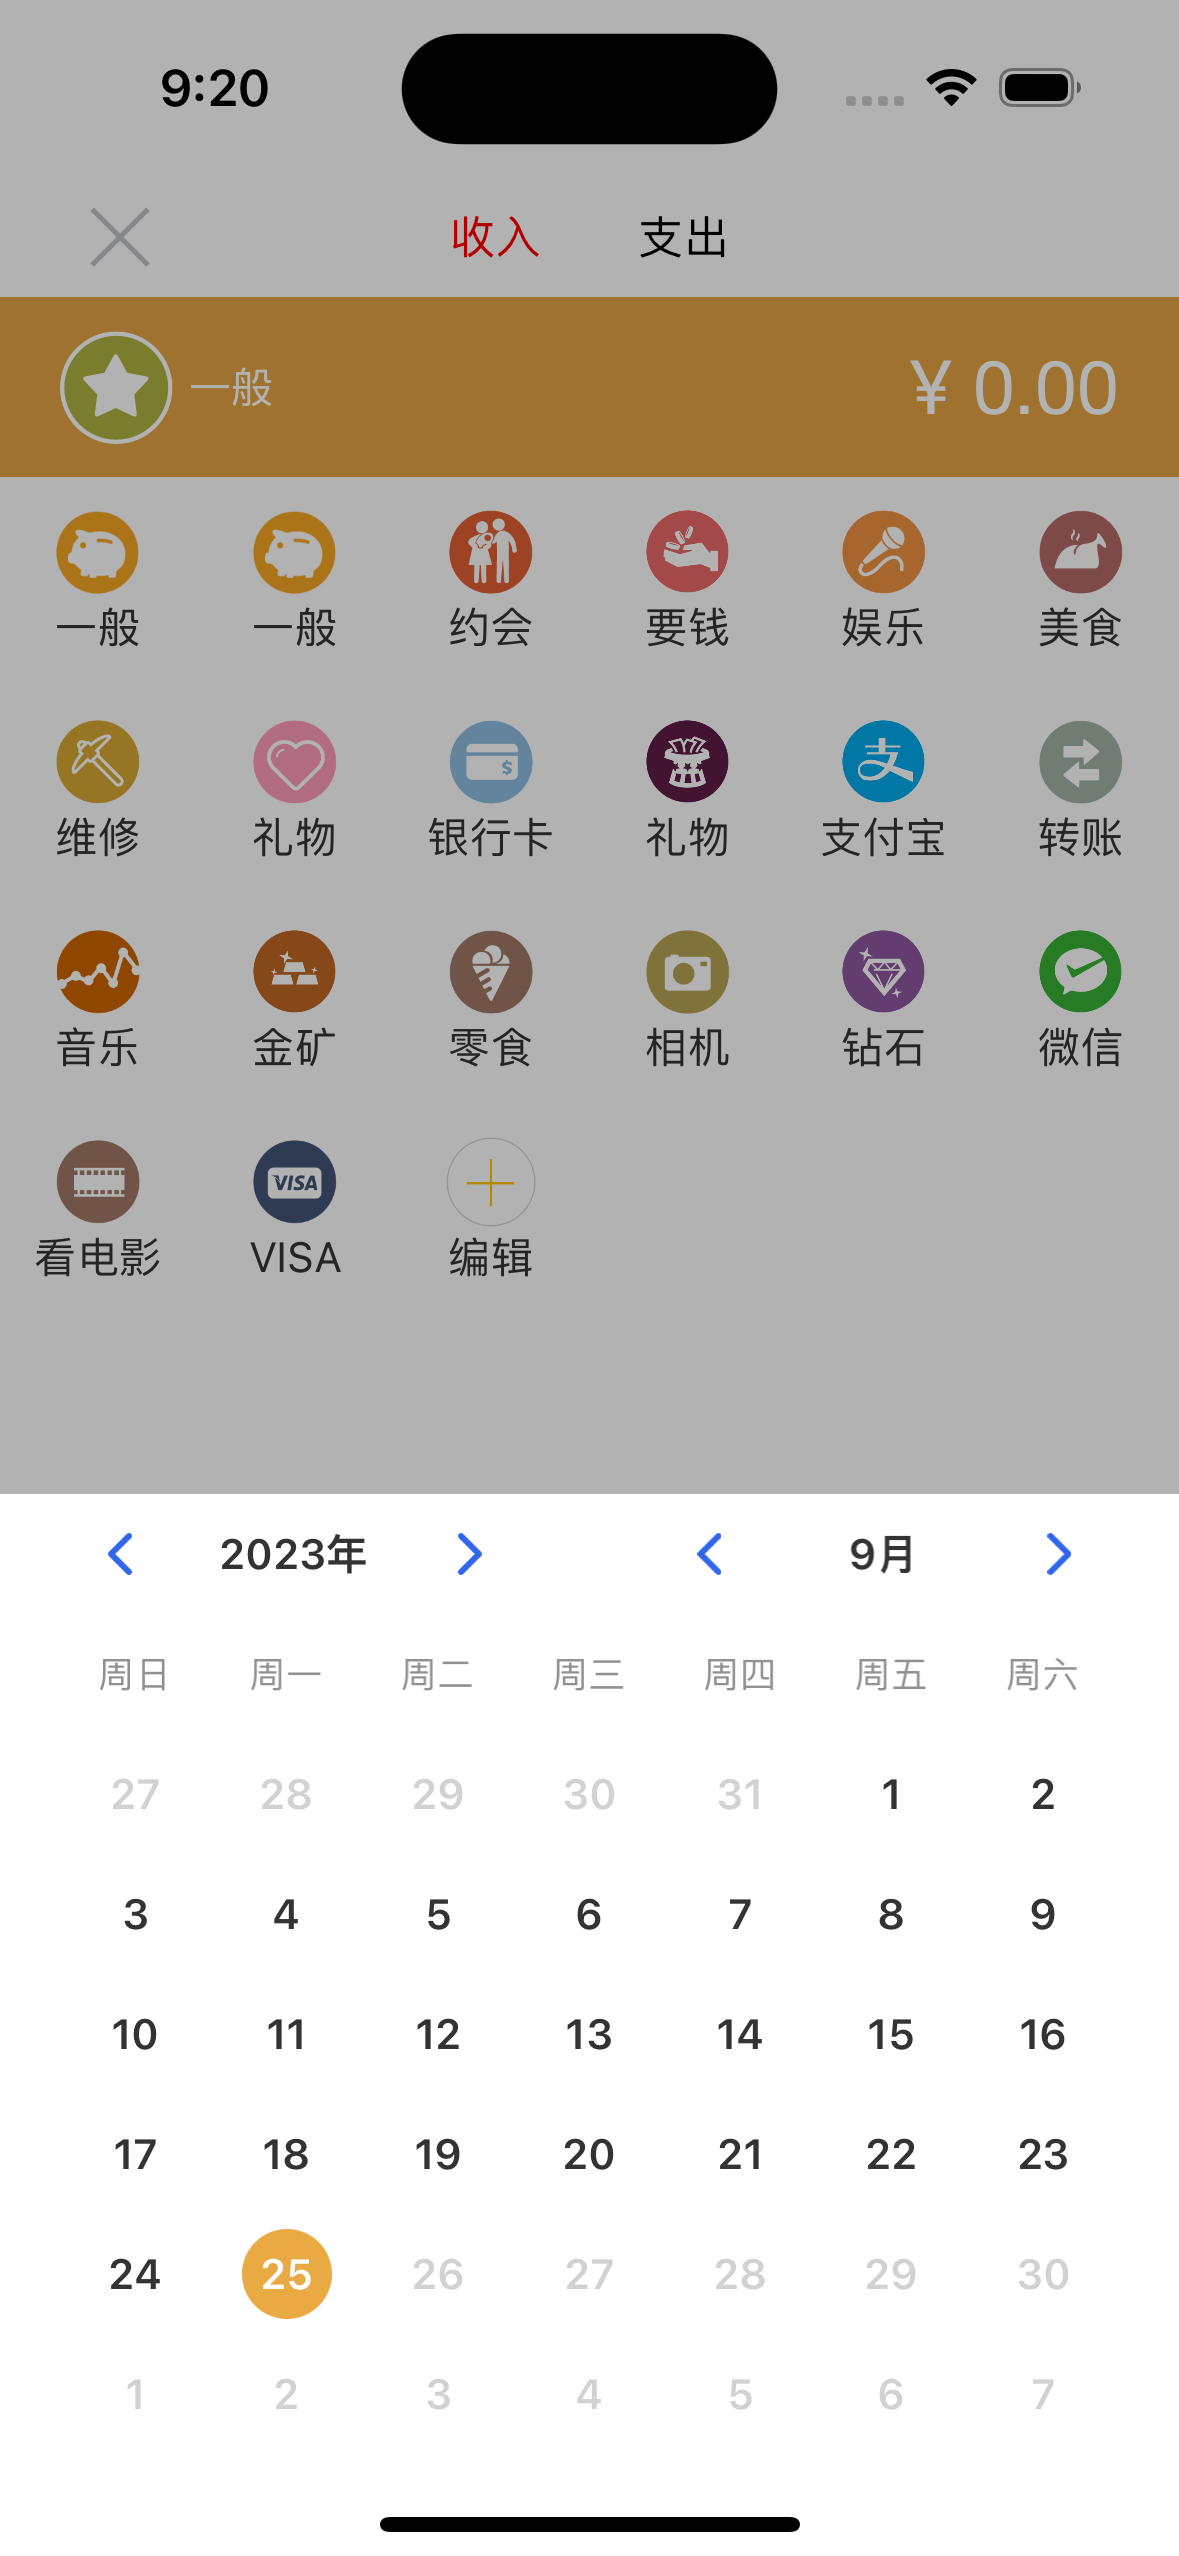 9:20
收入 支出
一般 ¥ 0.00
一般 一般 约会 要钱 娱乐 美食
$
维修 礼物 银行卡 礼物 支付宝 转账
音乐 金矿 零食 相机 钻石 微信
VISA
看电影 VISA 编辑
2023年 9月
周日 周一 周二 周三 周四 周五 周六
27 28 29 30 31 1 2
3 4 5 6 7 8 9
10 11 12 13 14 15 16
17 18 19 20 21 22 23
24 25 26 27 28 29 30
1 2 3 4 5 6 7